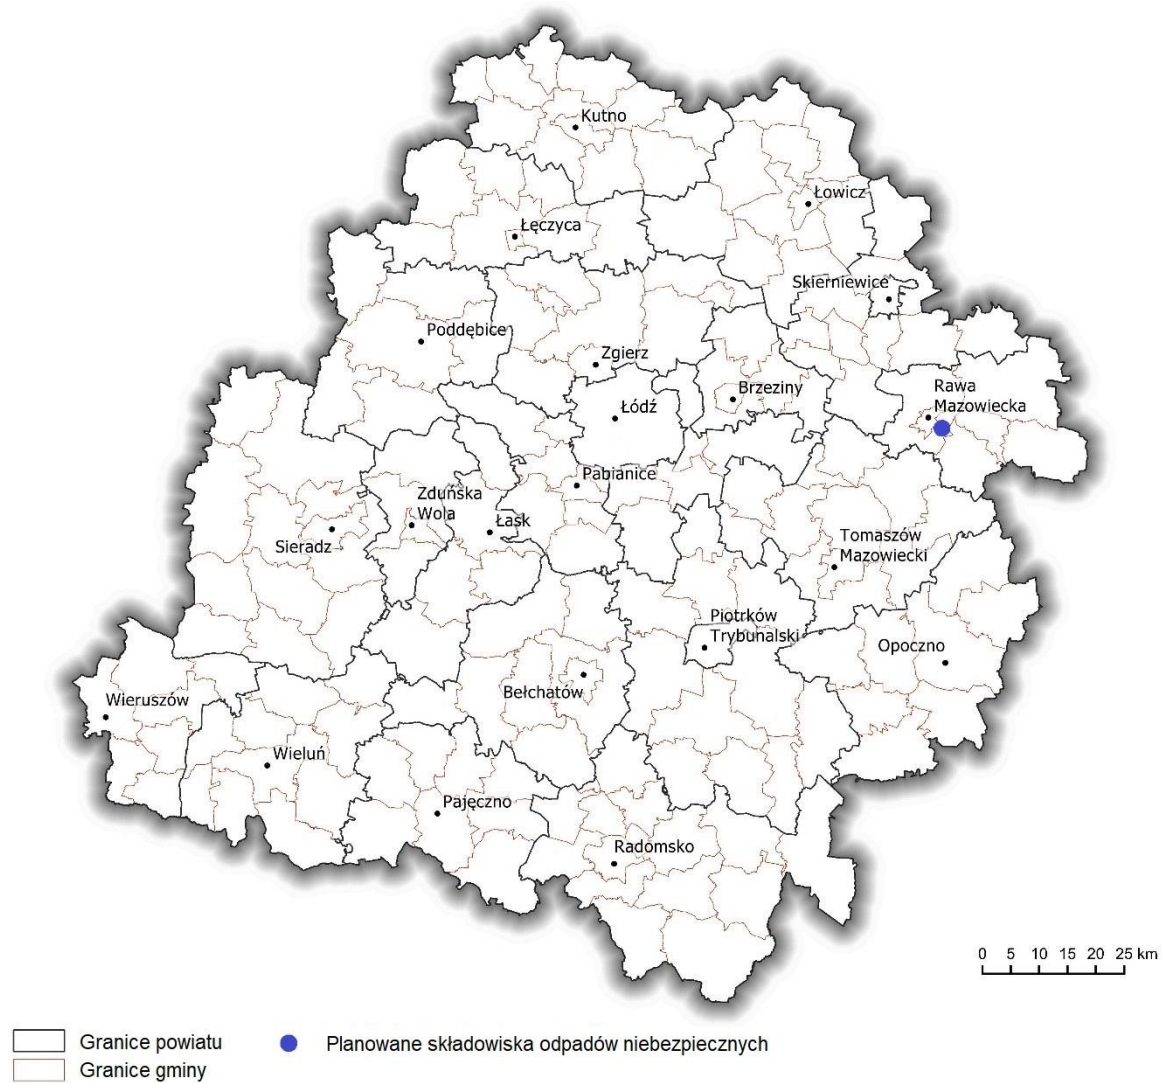 Kutno
Łowicz
Łęczyca
Skierniewice
Poddębice
Zgierz
Rawa
Mazowiecka
Brzeziny
Łódź
Pabianice
Zduńska
Wola
Łask
Sieradz
Tomaszów
Mazowiecki
Piotrków
Trybunalski
Opoczno
Bełchatów
Wieruszów
Wieluń
Pajęczno
Radomsko
0 5 10 15 20 25 km
Granice powiatu
Planowane składowiska odpadów niebezpiecznych
Granice gminy